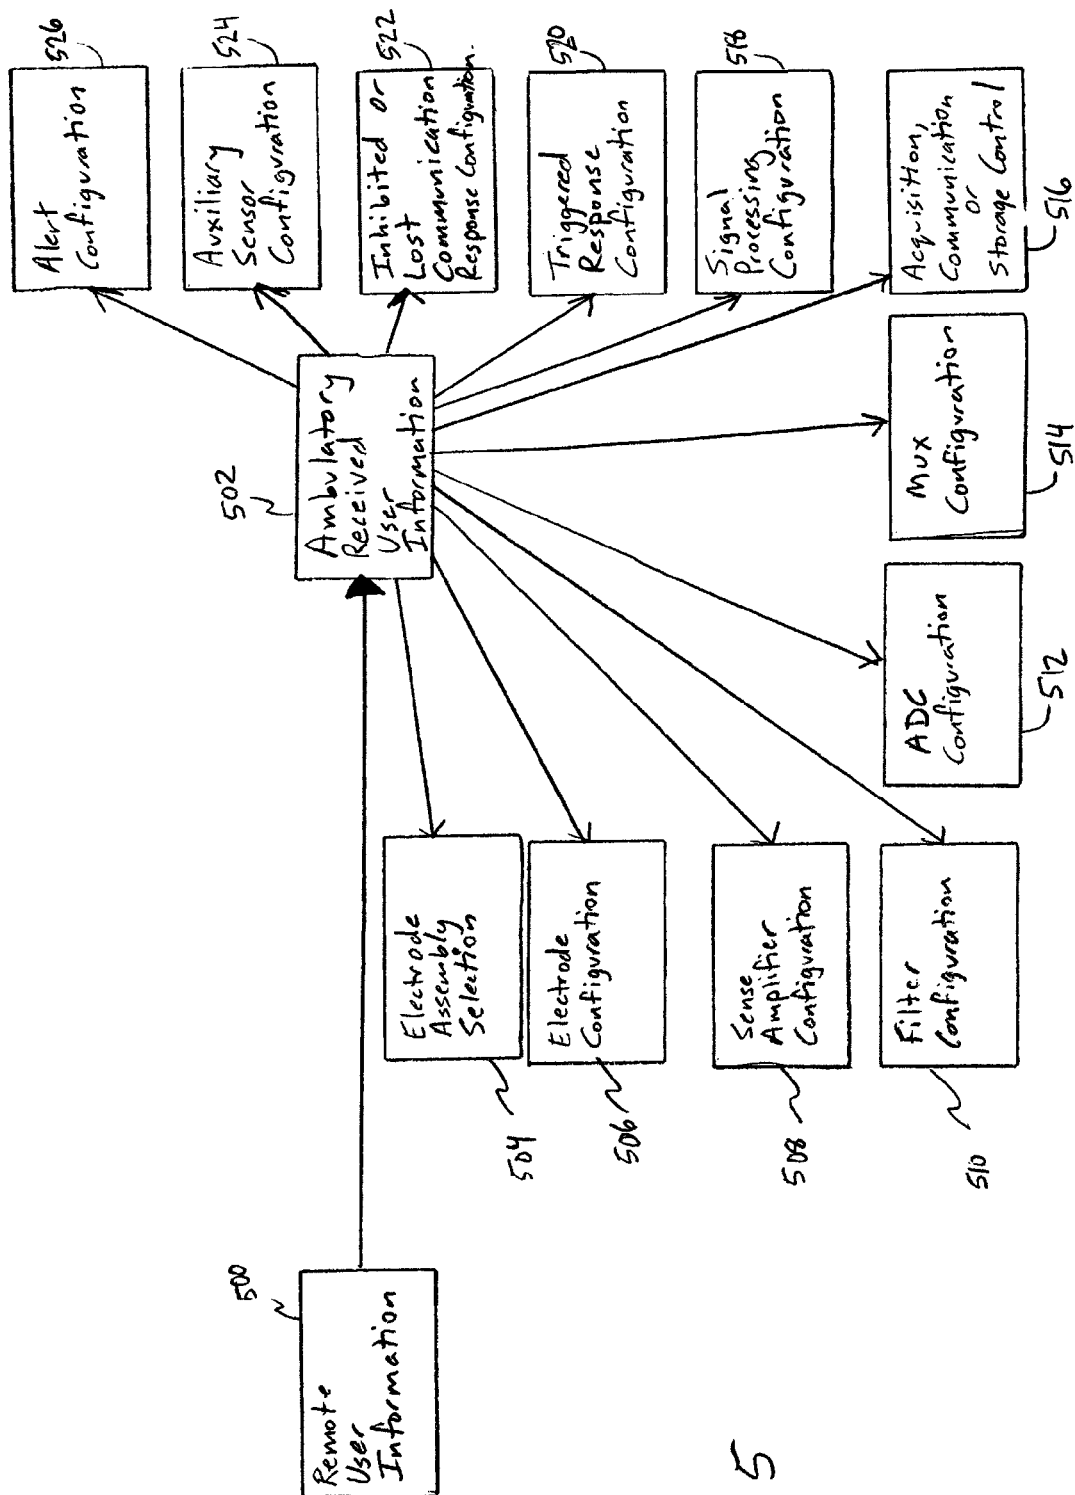 500
Remote
User
Information
502
Ambulatory
Received
User
Information
504
Electrode
Assembly
Selection
506
Electrode
Configuration
508
Sense
Amplifier
Configuration
510
Filter
Configuration
ADC
Configuration
512
Mux
Configuration
514
Acquisition,
Communication
or
Storage Control
516
518
Signal
Processing
Configuration
520
Triggered
Response
Configuration
522
Inhibited or
Lost
Communication
Response Configuration.
524
Auxiliary
Sensor
Configuration
526
Alert
Configuration
5